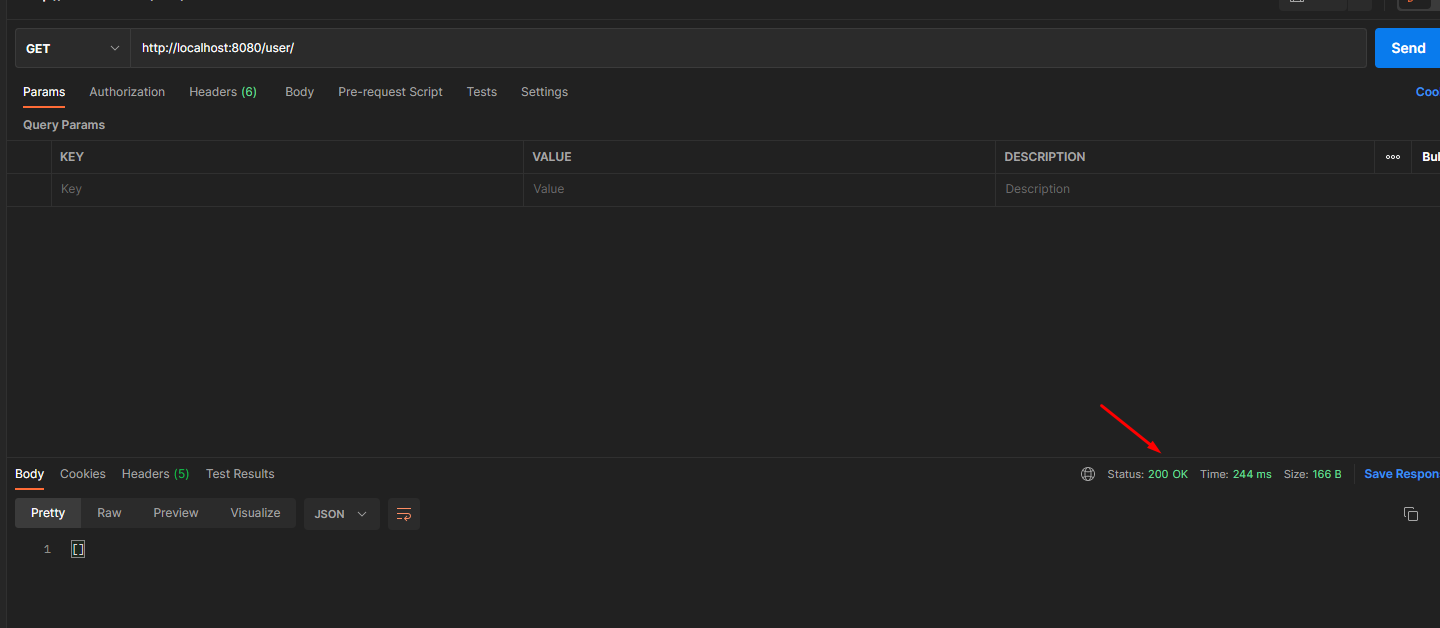 GET http://localhost:8080/user/ Send
Params Authorization Headers (6) Body Pre-request Script Tests Settings Coo
Query Params
KEY VALUE DESCRIPTION ooo Bul
Key Value Description
Body Cookies Headers (5) Test Results Status: 200 OK Time: 244 ms Size: 166 B Save Respon
Pretty Raw Preview Visualize JSON
1 []